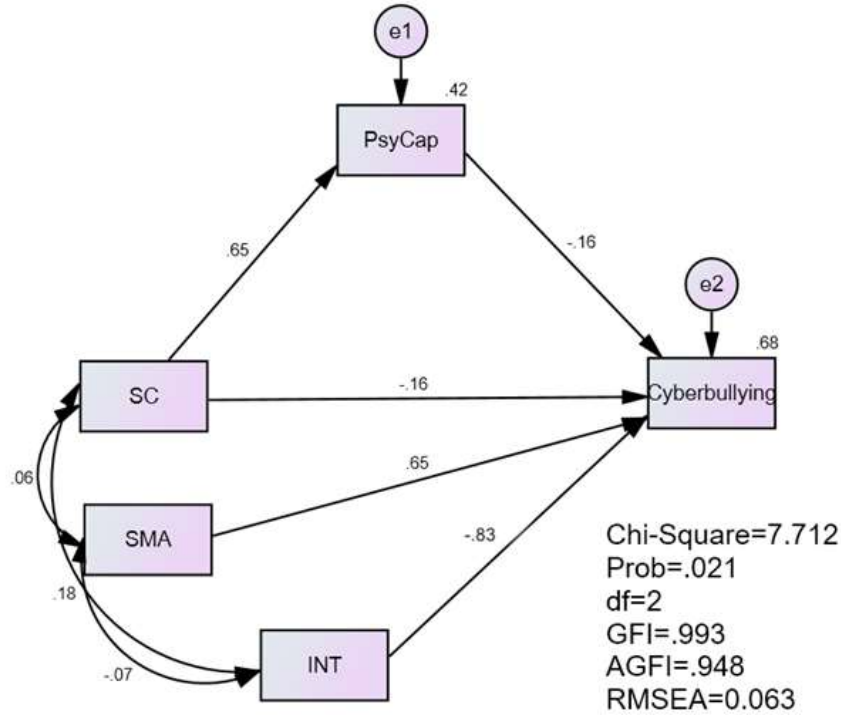 e1
.42
PsyCap
.65
-.16
e2
.68
SC
-.16
Cyberbullying
.06
.65
SMA
-.83
Chi-Square=7.712
Prob=.021
df=2
GFI=.993
AGFI=.948
RMSEA=0.063
.18
INT
-.07